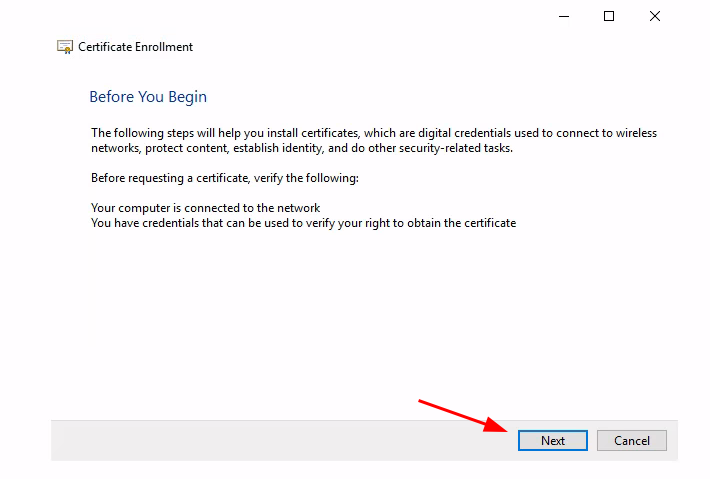 Certificate Enrollment
Before You Begin
The following steps will help you install certificates, which are digital credentials used to connect to wireless
networks, protect content, establish identity, and do other security-related tasks.
Before requesting a certificate, verify the following:
Your computer is connected to the network
You have credentials that can be used to verify your right to obtain the certificate
Next
Cancel